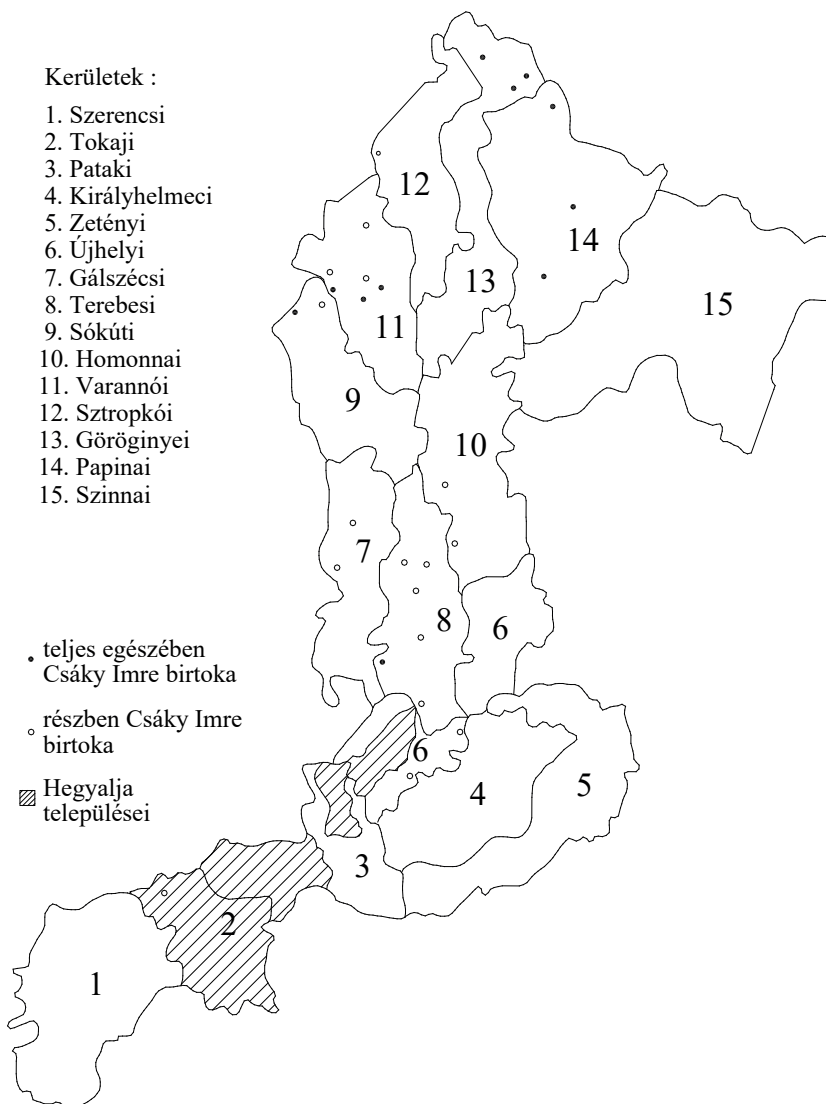 Kerületek :
1. Szerencsi
2. Tokaji
3. Pataki
4. Királyhelmeci
5. Zetényi
6. Újhelyi
7. Gálszécsi
8. Terebesi
9. Sókúti
10. Homonnai
11. Varannói
12. Sztropkói
13. Göröginyei
14. Papinai
15. Szinnai
teljes egészében
Csáky Imre birtoka
részben Csáky Imre
birtoka
Hegyalja
települései
12
14
13
15
11
9
10
7
8
6
6
4
5
3
2
1